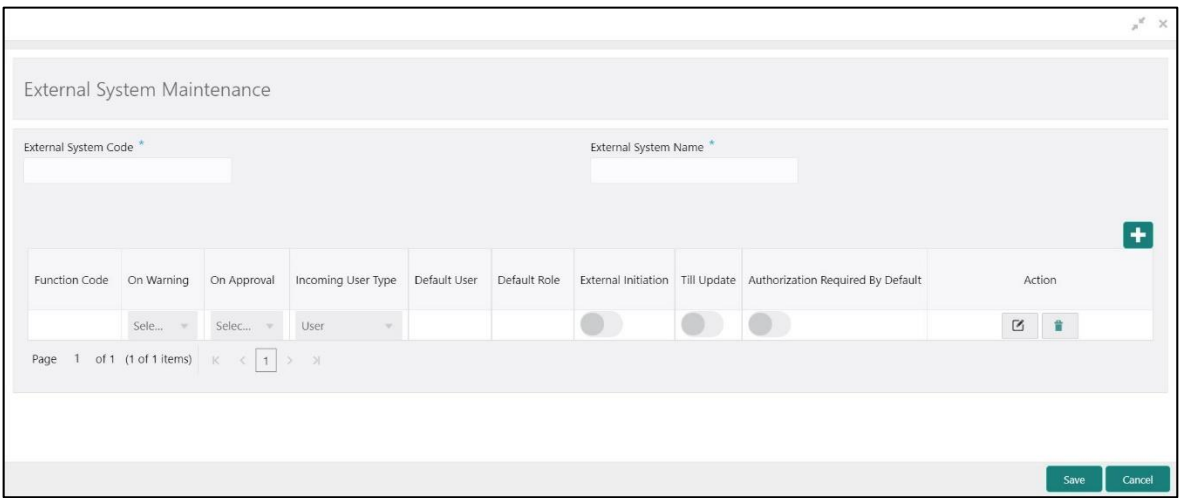 External System Maintenance
External System Code *
External System Name *
Function Code On Warning On Approval Incoming User Type Default User Default Role External Initiation Till Update Authorization Required By Default Action
Sele... Selec... User
Page 1 of 1 (1 of 1 items) 1
Save Cancel